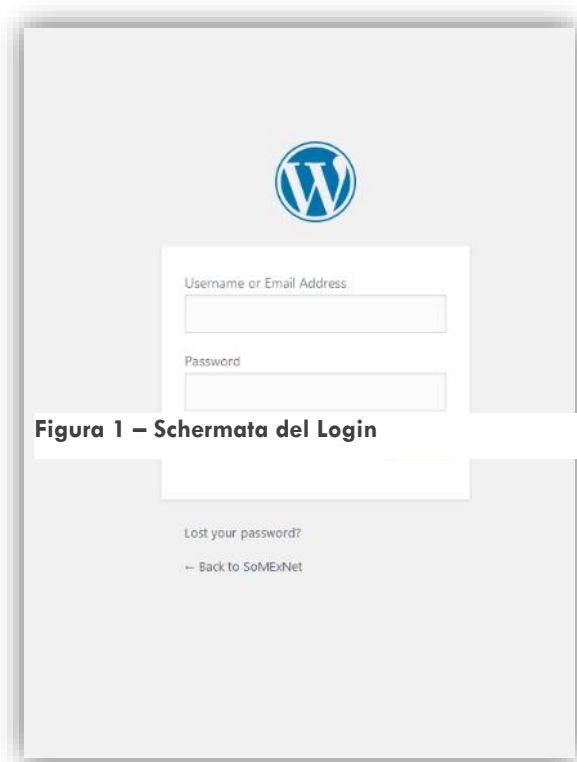 Username or Email Address
Password
Figura 1 – Schermata del Login
Lost your password?
← Back to SoMExNet